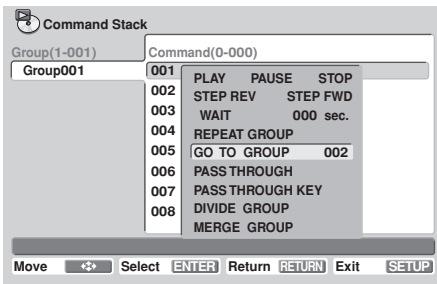 Command Stack
Group(1-001) Command(0-000)
Group001
001
002
003
004
005
006
007
008
PLAY PAUSE STOP
STEP REV STEP FWD
WAIT 000 sec.
REPEAT GROUP
GO TO GROUP 002
PASS THROUGH
PASS THROUGH KEY
DIVIDE GROUP
MERGE GROUP
Move Select ENTER Return RETURN Exit SETUP